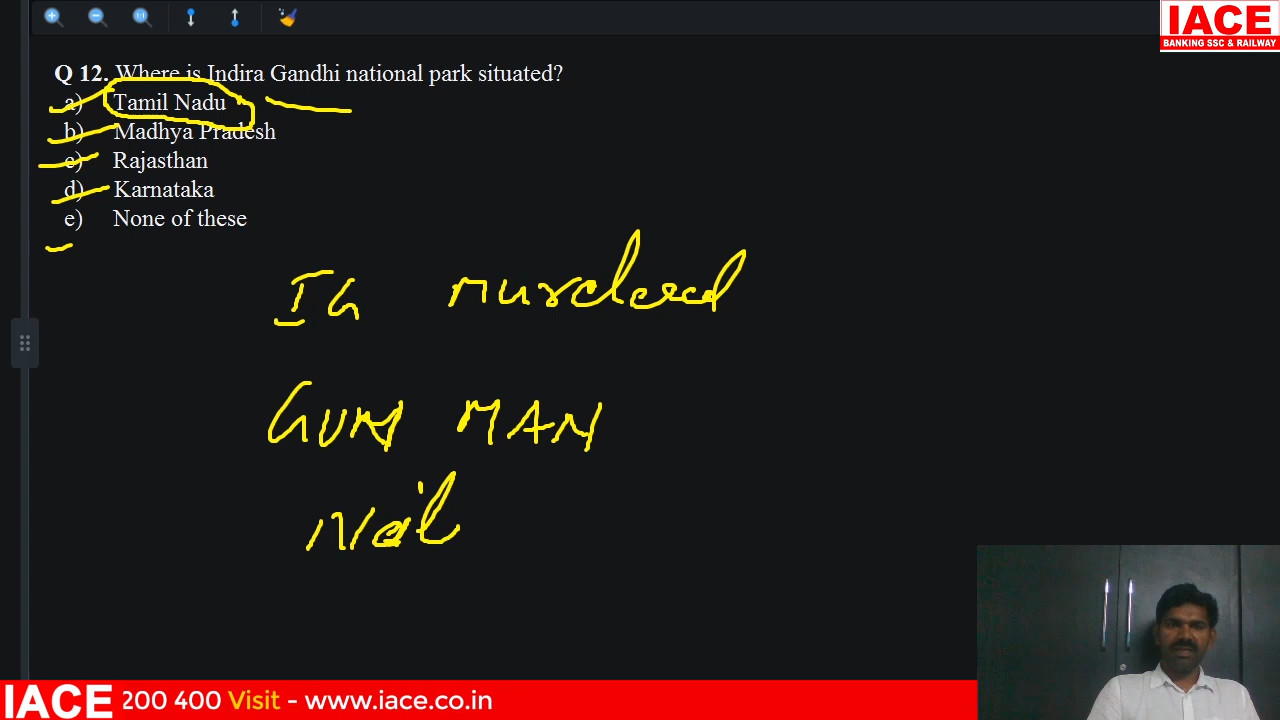 IACE
BANKING SSC & RAILWAY
Q 12. Where is Indira Gandhi national park situated?
a) Tamil Nadu
b) Madhya Pradesh
c) Rajasthan
d) Karnataka
e) None of these
IG murdered
GUN MAN
IACE 200 400 Visit - www.iace.co.in